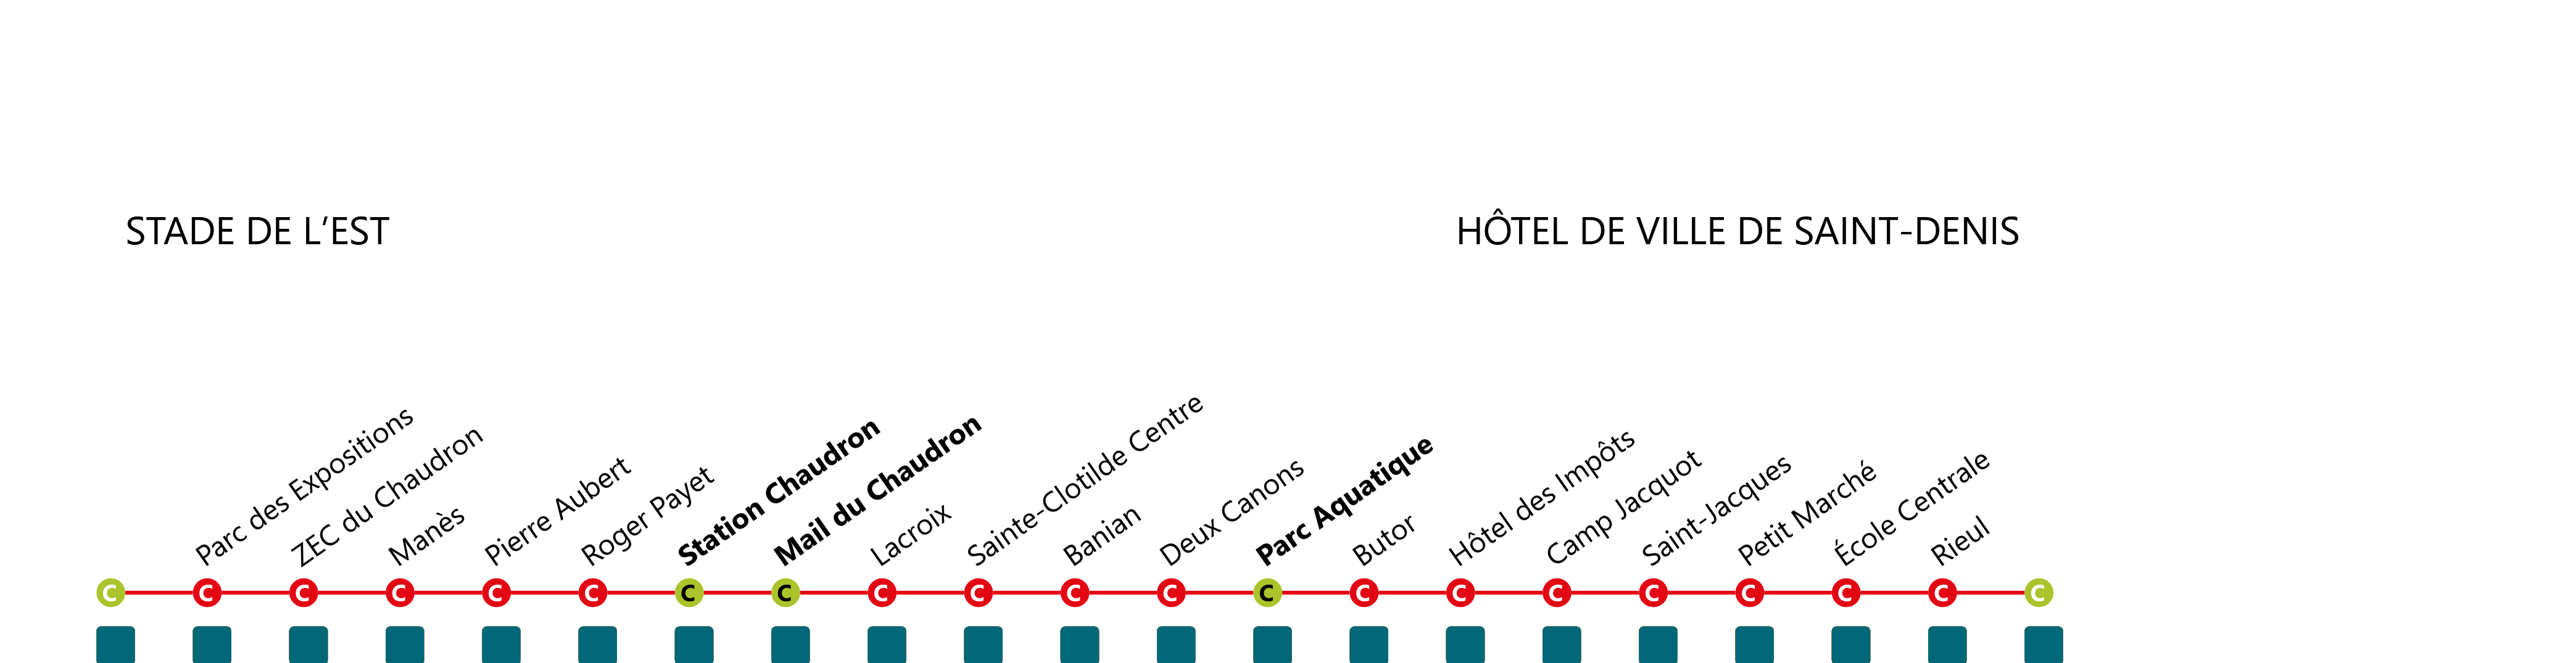 STADE DE L'EST
HÔTEL DE VILLE DE SAINT-DENIS
Parc des Expositions
ZEC du Chaudron
Manès
Pierre Aubert
Roger Payet
Station Chaudron
Mail du Chaudron
Lacroix
Sainte-Clotilde Centre
Banian
Deux Canons
Parc Aquatique
Butor
Hôtel des Impôts
Camp Jacquot
Saint-Jacques
Petit Marché
École Centrale
Rieul
C C C C C C C C C C C C C C C C C C C C C